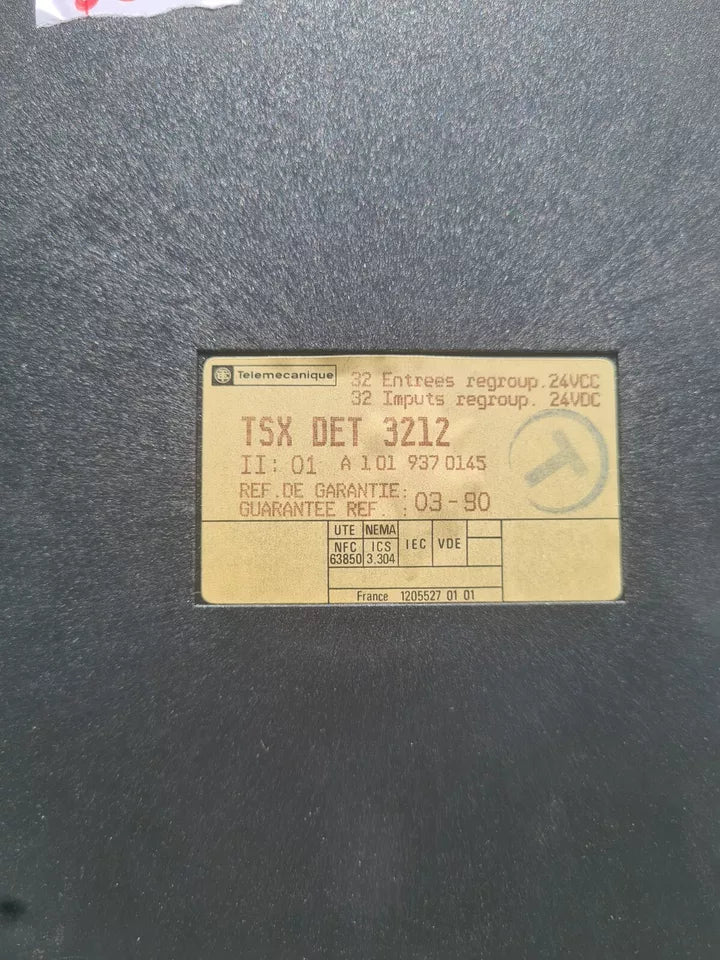 Telemecanique
32 Entrees regroup.24VCC
32 Imputs regroup. 24VDC
TSX DET 3212
II: 01 A 1 01 937 0145
REF.DE GARANTIE:
GUARANTEE REF. : 03-90
T
UTE NEMA
NFC ICS IEC VDE
63850 3.304
France 1205527 01 01